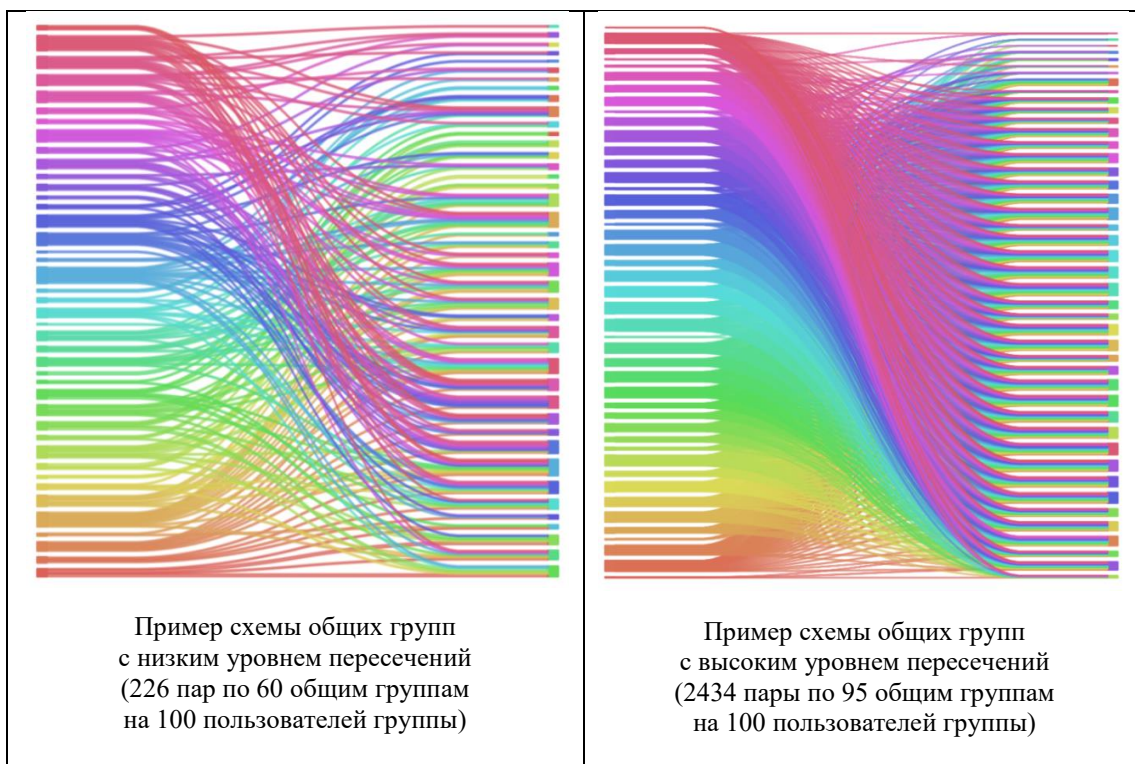 Пример схемы общих групп
с низким уровнем пересечений
(226 пар по 60 общим группам
на 100 пользователей группы)
Пример схемы общих групп
с высоким уровнем пересечений
(2434 пары по 95 общим группам
на 100 пользователей группы)